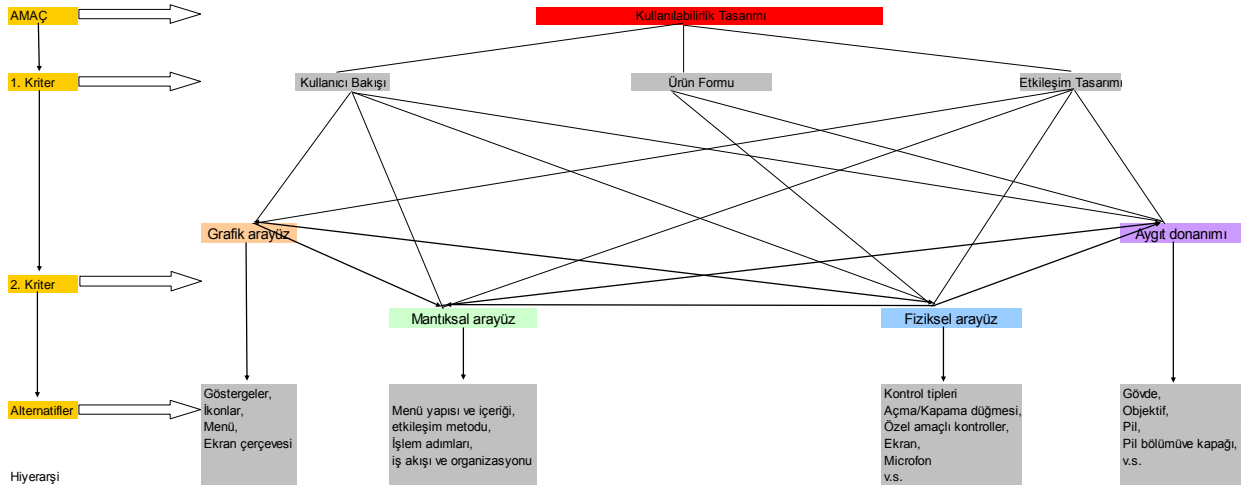 AMAÇ
Kullanılabilirlik Tasarımı
1. Kriter
Kullanıcı Bakışı
Ürün Formu
Etkileşim Tasarımı
Grafik arayüz
Aygıt donanımı
2. Kriter
Mantıksal arayüz
Fiziksel arayüz
Alternatifler
Göstergeler,
İkonlar,
Menü,
Ekran çerçevesi
Menü yapısı ve içeriği,
etkileşim metodu,
İşlem adımları,
iş akışı ve organizasyonu
Kontrol tipleri
Açma/Kapama düğmesi,
Özel amaçlı kontroller,
Ekran,
Microfon
v.s.
Gövde,
Objektif,
Pil,
Pil bölümüve kapağı,
v.s.
Hiyerarşi